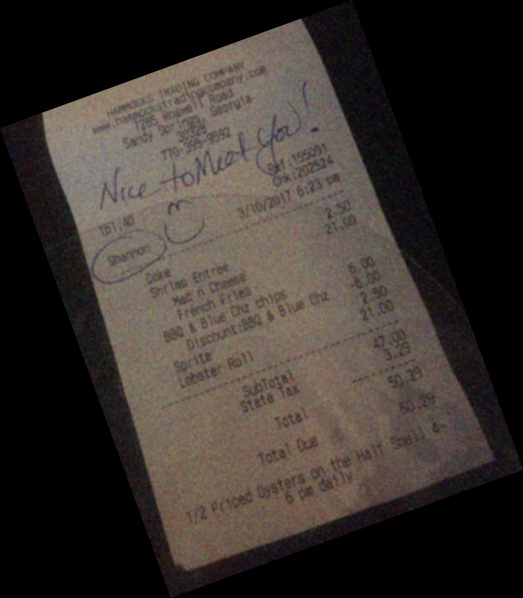 HAMMOCKS TRADING COMPANY
www.hammockstradingcompany.com
7285 Roswell Road
Sandy Springs, Georgia
30328
770-395-9592
Nice to Meet You!
Ref:155091
Tbl:40 Chk:202524
Shannon 3/10/2017 6:23 pm
Coke 2.50
Shrimp Entree 21.00
Mac n Cheese
French Fries
BBQ & Blue Chz chips 6.00
Discount:BBQ & Blue Chz -6.00
Sprite 2.50
Lobster Roll 21.00
SubTotal 47.00
State Tax 3.29
Total 50.29
Total Due 50.29
1/2 Priced Oysters on the Half Shell 4-
6 pm daily